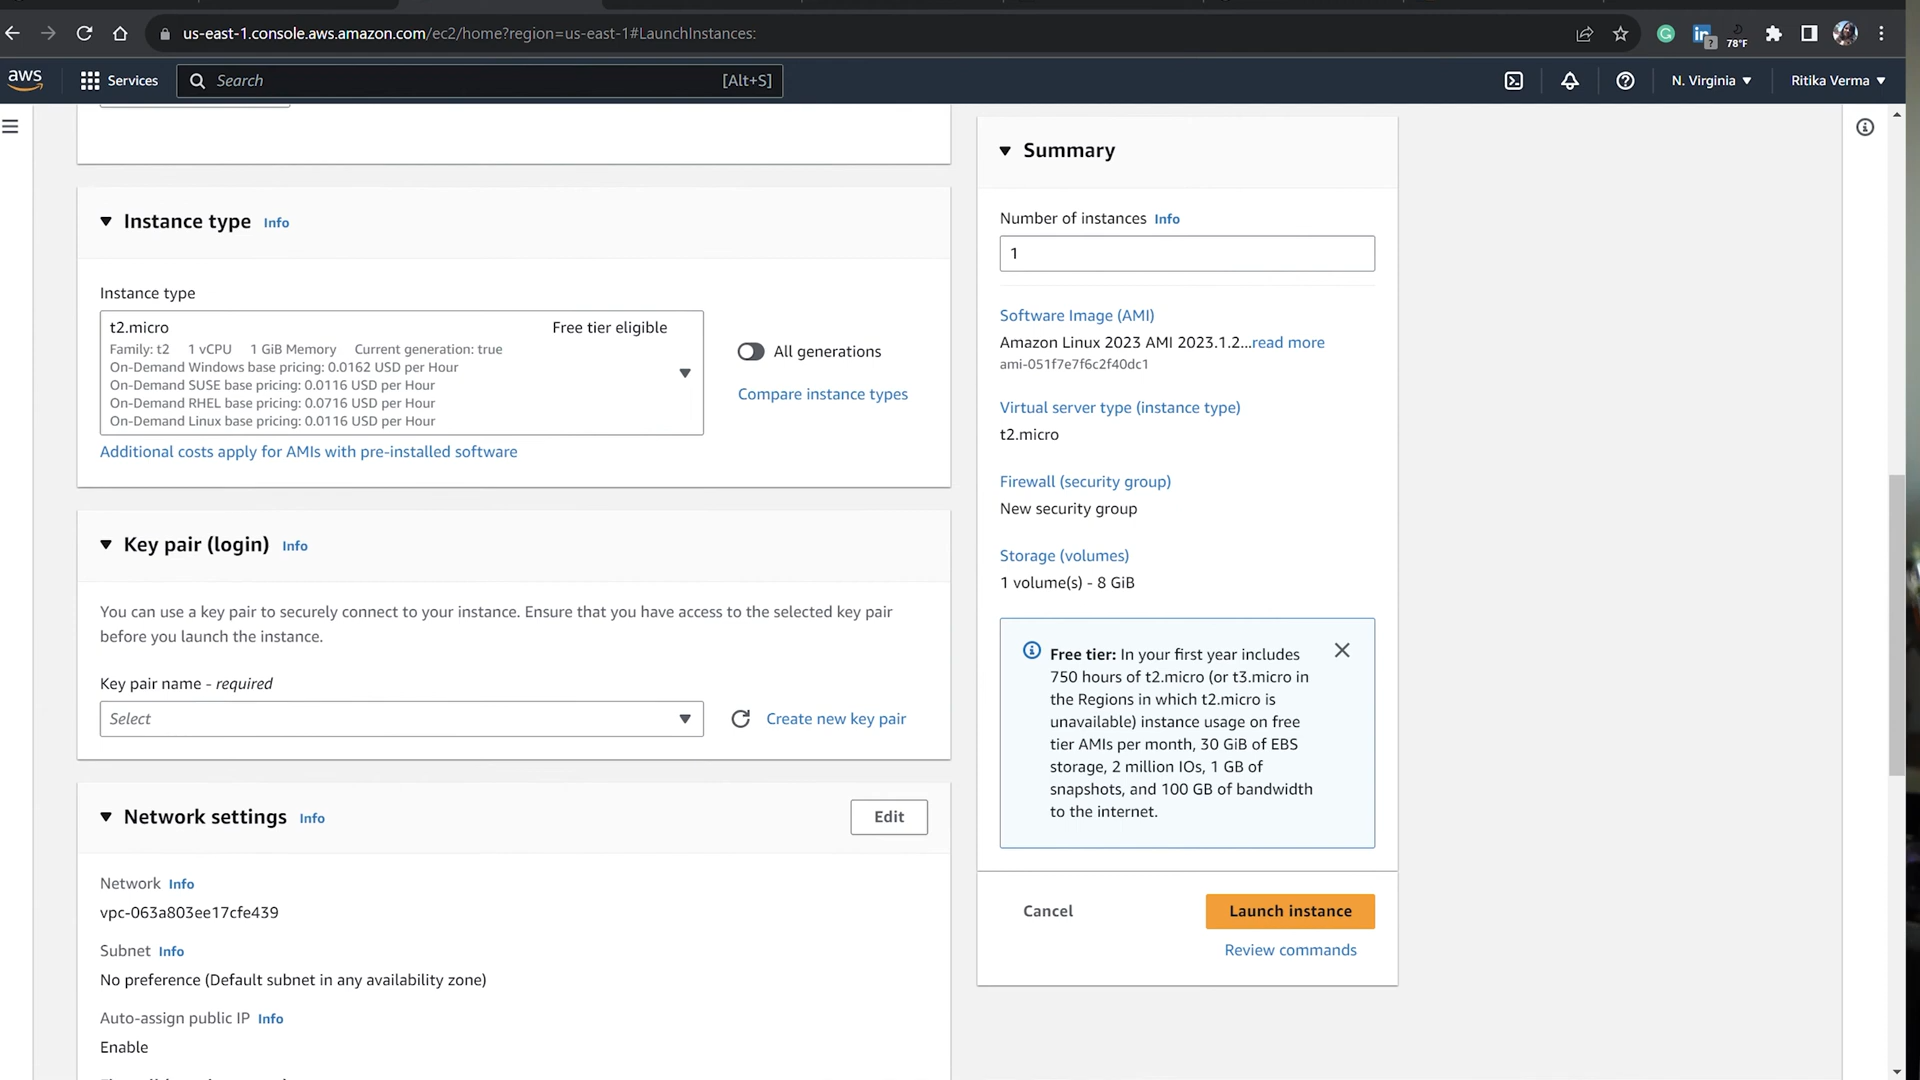 us-east-1.console.aws.amazon.com/ec2/home?region=us-east-1#LaunchInstances:
78°F
aws
Services
Search
[Alt+S]
N. Virginia
Ritika Verma
Instance type Info
Instance type
t2.micro
Free tier eligible
Family: t2 1 vCPU 1 GiB Memory Current generation: true
On-Demand Windows base pricing: 0.0162 USD per Hour
On-Demand SUSE base pricing: 0.0116 USD per Hour
On-Demand RHEL base pricing: 0.0716 USD per Hour
On-Demand Linux base pricing: 0.0116 USD per Hour
All generations
Compare instance types
Additional costs apply for AMIs with pre-installed software
Key pair (login) Info
You can use a key pair to securely connect to your instance. Ensure that you have access to the selected key pair
before you launch the instance.
Key pair name - required
Select
Create new key pair
Network settings Info
Edit
Network Info
vpc-063a803ee17cfe439
Subnet Info
No preference (Default subnet in any availability zone)
Auto-assign public IP Info
Enable
Summary
Number of instances Info
1
Software Image (AMI)
Amazon Linux 2023 AMI 2023.1.2...read more
ami-051f7e7f6c2f40dc1
Virtual server type (instance type)
t2.micro
Firewall (security group)
New security group
Storage (volumes)
1 volume(s) - 8 GiB
Free tier: In your first year includes
750 hours of t2.micro (or t3.micro in
the Regions in which t2.micro is
unavailable) instance usage on free
tier AMIs per month, 30 GiB of EBS
storage, 2 million IOs, 1 GB of
snapshots, and 100 GB of bandwidth
to the internet.
Cancel
Launch instance
Review commands